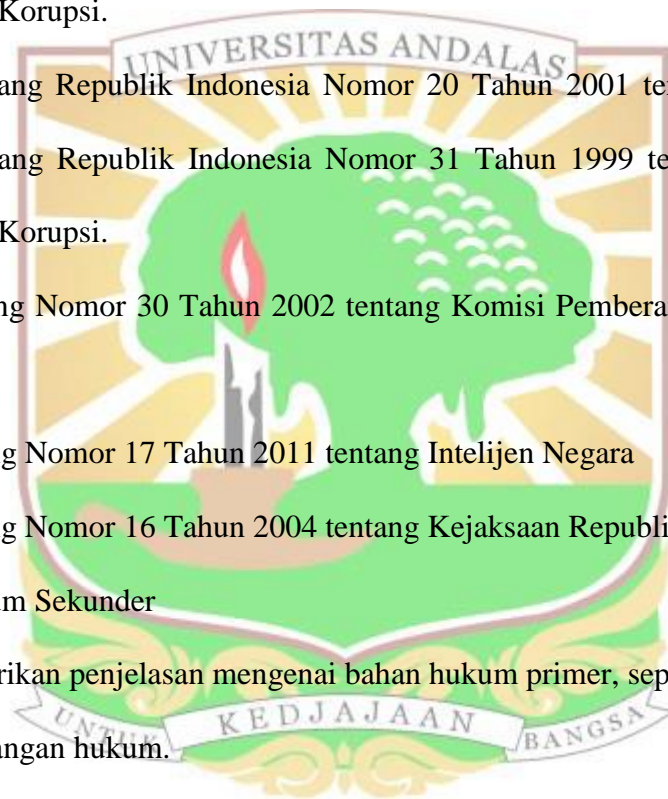 Korupsi.
UNIVERSITAS ANDALAS
ang Republik Indonesia Nomor 20 Tahun 2001 te
ang Republik Indonesia Nomor 31 Tahun 1999 te
Korupsi.
ng Nomor 30 Tahun 2002 tentang Komisi Pembera
g Nomor 17 Tahun 2011 tentang Intelijen Negara
g Nomor 16 Tahun 2004 tentang Kejaksaan Republi
um Sekunder
rikan penjelasan mengenai bahan hukum primer, sep
UNTUK KEDJAJAAN BANGSA
angan hukum.